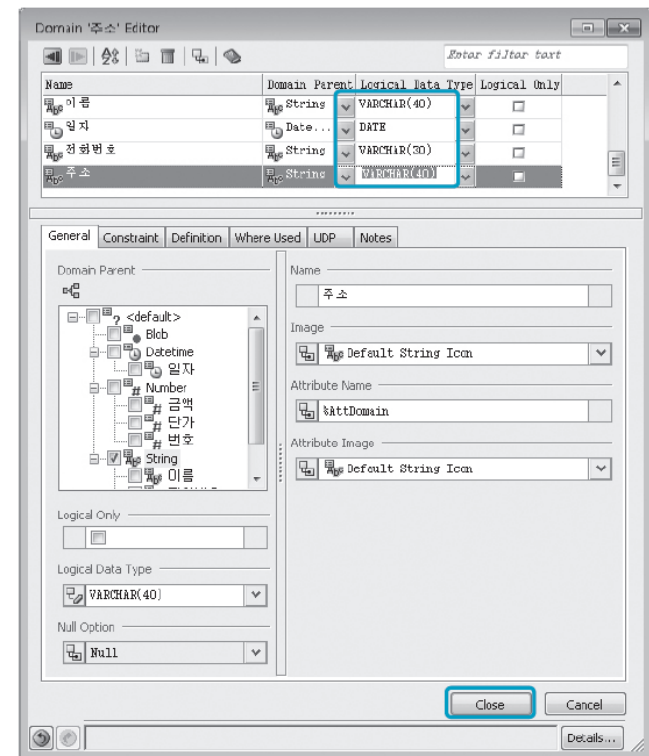 Domain '주소' Editor
Enter filter text
Name Domain Parent Logical Data Type Logical Only
이름 String VARCHAR(40)
일자 Date... DATE
전화번호 String VARCHAR(30)
주소 String VARCHAR(40)
General Constraint Definition Where Used UDP Notes
Domain Parent
<default>
Blob
Datetime
일자
Number
금액
단가
번호
String
이름
Logical Only
Logical Data Type
VARCHAR(40)
Null Option
Null
Name
주소
Image
Default String Icon
Attribute Name
%AttDomain
Attribute Image
Default String Icon
Close Cancel
Details...